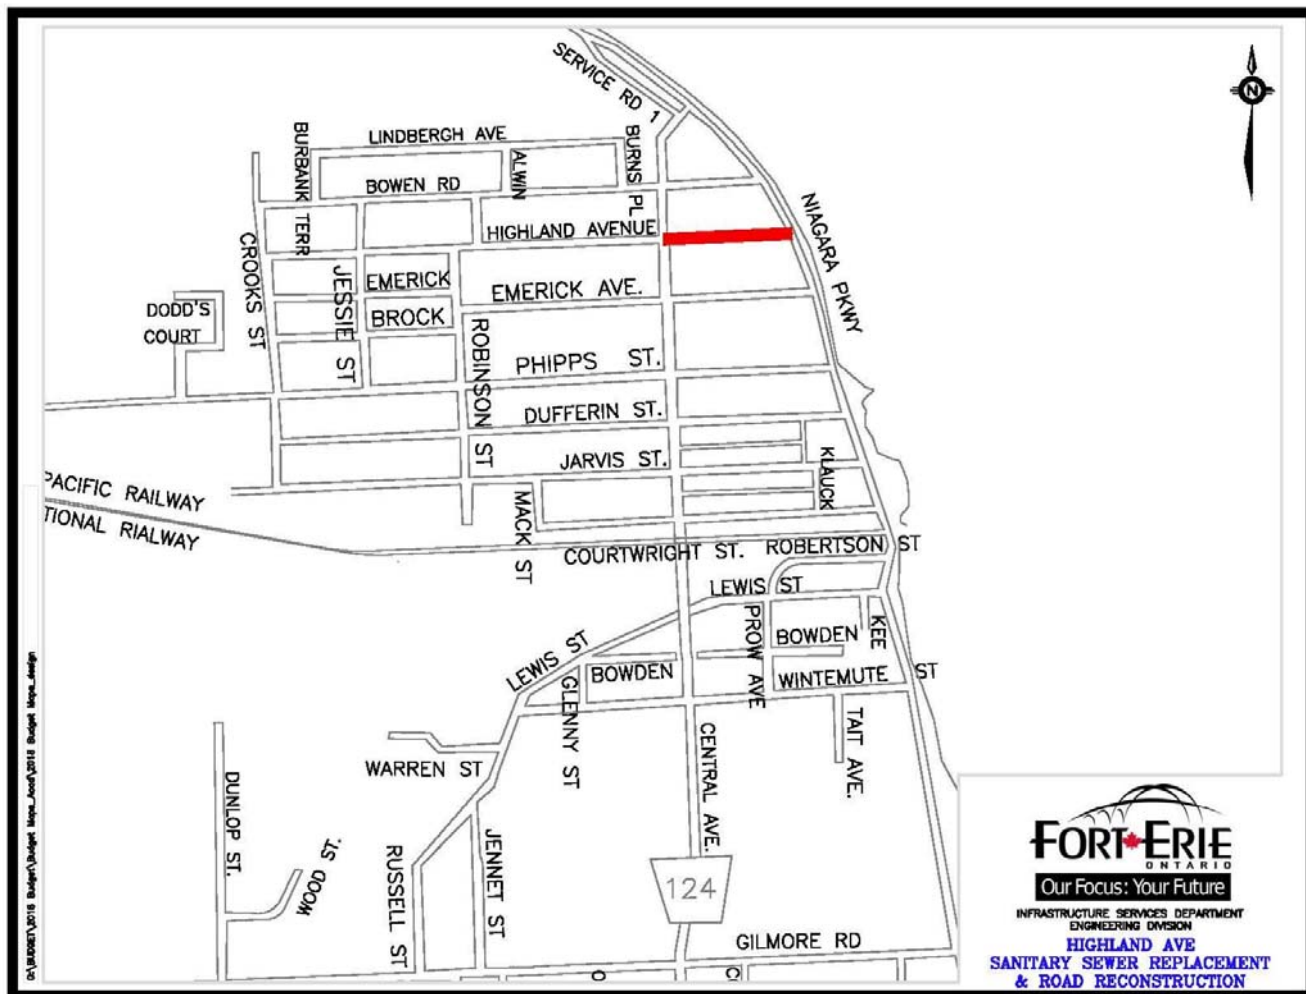 SERVICE RD 1
LINDBERGH AVE
BURBANK TERR
ALWIN
BURNS PL
BOWEN RD
N
NIAGARA PKWY
HIGHLAND AVENUE
CROOKS ST
JESSIE ST
EMERICK
EMERICK AVE.
DODD'S
COURT
BROCK
ROBINSON ST
PHIPPS ST.
DUFFERIN ST.
JARVIS ST.
KLAUCK
PACIFIC RAILWAY
TIONAL RIALWAY
MACK ST
COURTWRIGHT ST.
ROBERTSON ST
LEWIS ST
PROW AVE
BOWDEN
KEE
LEWIS ST
BOWDEN
WINTEMUTE ST
GLENNY ST
CENTRAL AVE.
TAIT AVE.
WARREN ST
DUNLOP ST.
WOOD ST.
RUSSELL ST
JENNET ST
124
GILMORE RD
FORT ERIE
ONTARIO
Our Focus: Your Future
INFRASTRUCTURE SERVICES DEPARTMENT
ENGINEERING DIVISION
HIGHLAND AVE
SANITARY SEWER REPLACEMENT
& ROAD RECONSTRUCTION